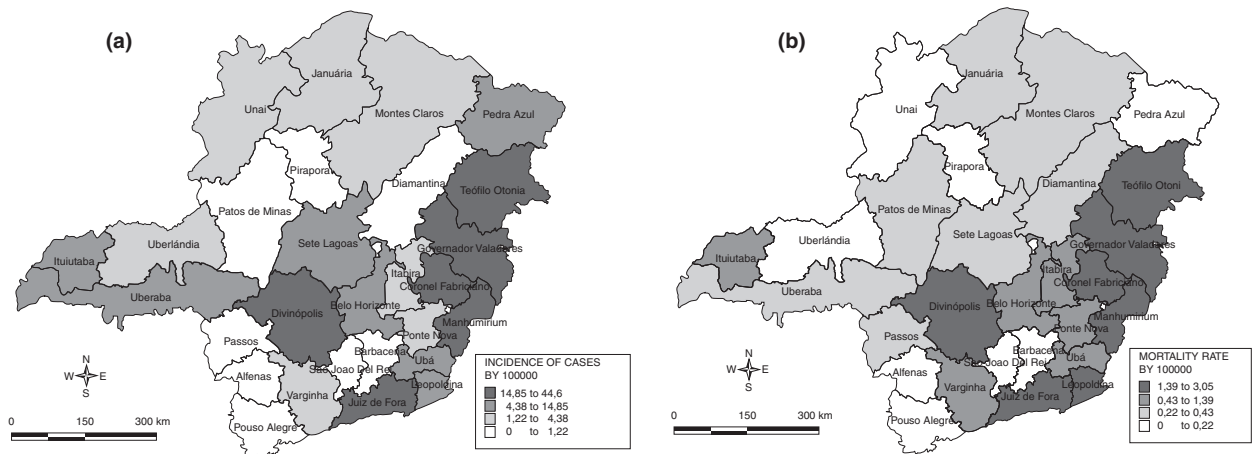 (a)
Januária
Unai
Montes Claros
Pedra Azul
Pirapora
Diamantina
Teófilo Otonia
Patos de Minas
Uberlándia
Sete Lagoas
Governador Valadares
Ituiutaba
Itabira
Coronel Fabriciano
Uberaba
Belo Horizonte
Divinópolis
Manhumirium
Ponte Nova
Passos
Barbacena
Ubá
São Joao Del Rei
Alfenas
Leopoldina
Varginha
Juiz de Fora
Pouso Alegre
N
W E
S
0 150 300 km
INCIDENCE OF CASES
BY 100000
14,85 to 44,6
4,38 to 14,85
1,22 to 4,38
0 to 1,22
(b)
Januária
Unai
Montes Claros
Pedra Azul
Pirapora
Diamantina
Teófilo Otoni
Patos de Minas
Uberlándia
Sete Lagoas
Governador Valadares
Ituiutaba
Itabira
Coronel Fabriciano
Uberaba
Belo Horizonte
Divinópolis
Manhumirium
Ponte Nova
Passos
Barbacena
Ubá
São Joao Del Rei
Alfenas
Leopoldina
Varginha
Juiz de Fora
Pouso Alegre
N
W E
S
0 150 300 km
MORTALITY RATE
BY 100000
1,39 to 3,05
0,43 to 1,39
0,22 to 0,43
0 to 0,22